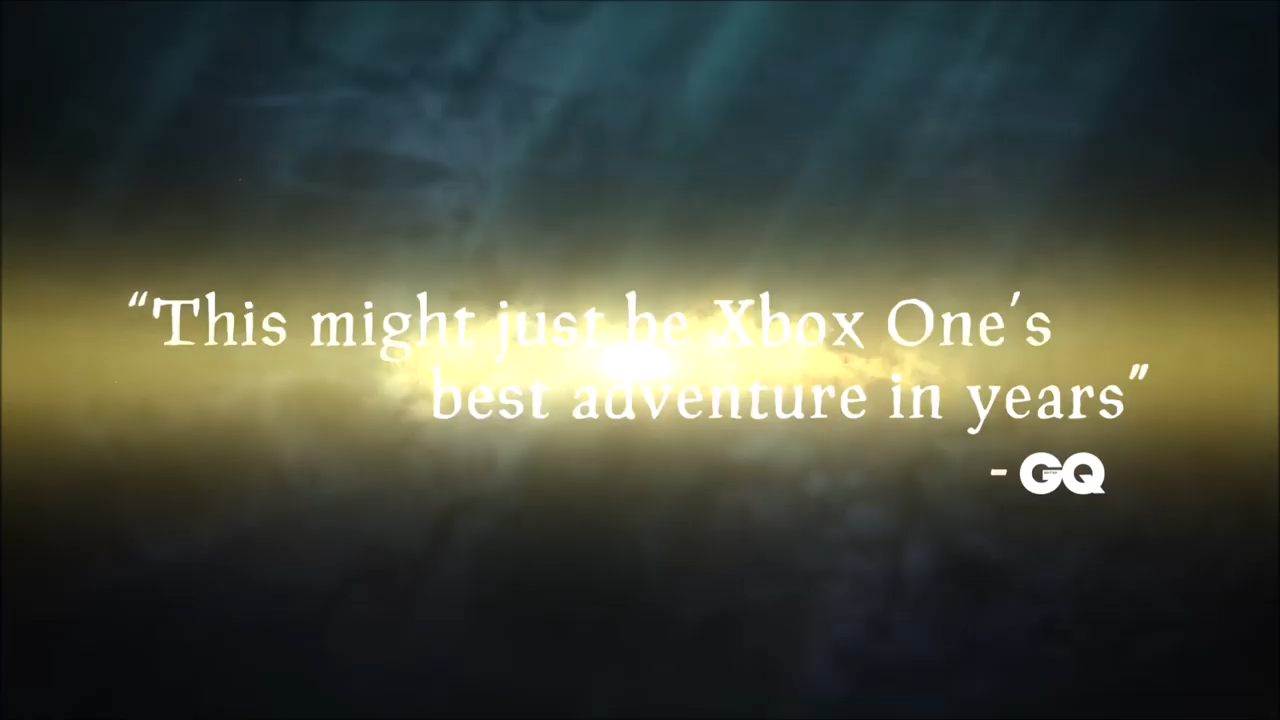 “This might just be Xbox One's
best adventure in years”
- GQ